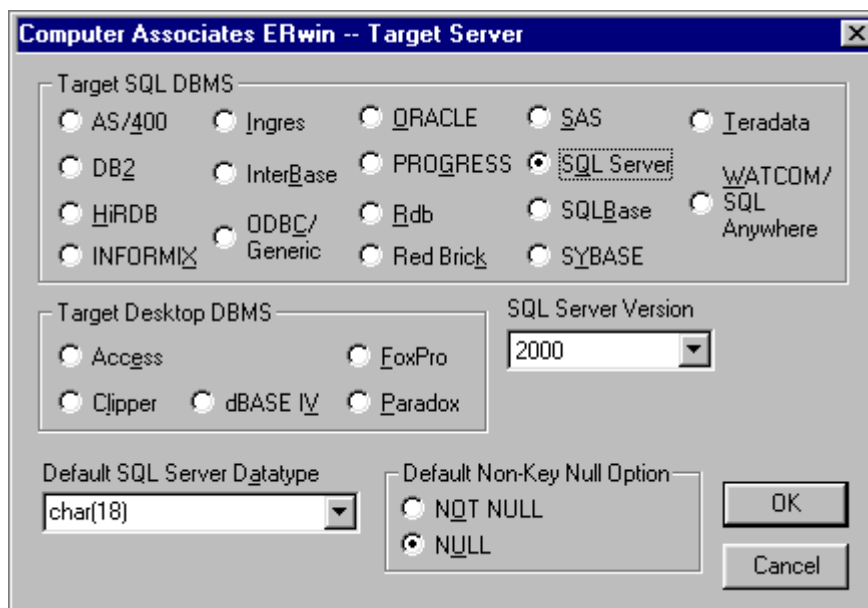 Computer Associates ERwin -- Target Server
Target SQL DBMS
AS/400
Ingres
ORACLE
SAS
Teradata
DB2
InterBase
PROGRESS
SQL Server
WATCOM/
SQL
Anywhere
HiRDB
ODBC/
Generic
Rdb
SQLBase
INFORMIX
Red Brick
SYBASE
Target Desktop DBMS
Access
FoxPro
Clipper
dBASE IV
Paradox
SQL Server Version
2000
Default SQL Server Datatype
char(18)
Default Non-Key Null Option
NOT NULL
NULL
OK
Cancel